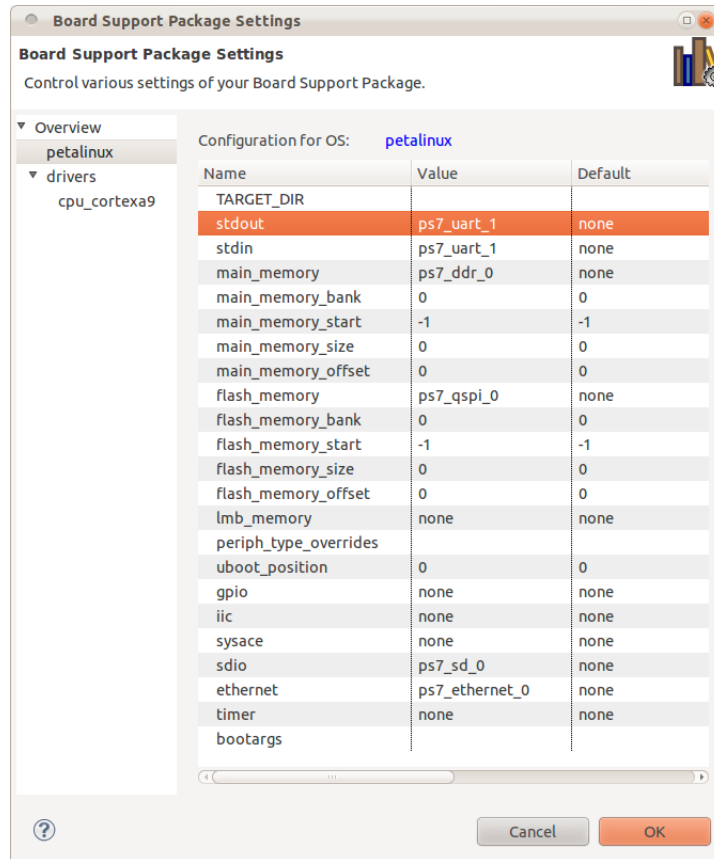 Board Support Package Settings
Board Support Package Settings
Control various settings of your Board Support Package.
Overview
petalinux
drivers
cpu_cortexa9
Configuration for OS: petalinux
Name Value Default
TARGET_DIR
stdout ps7_uart_1 none
stdin ps7_uart_1 none
main_memory ps7_ddr_0 none
main_memory_bank 0 0
main_memory_start -1 -1
main_memory_size 0 0
main_memory_offset 0 0
flash_memory ps7_qspi_0 none
flash_memory_bank 0 0
flash_memory_start -1 -1
flash_memory_size 0 0
flash_memory_offset 0 0
lmb_memory none none
periph_type_overrides
uboot_position 0 0
gpio none none
iic none none
sysace none none
sdio ps7_sd_0 none
ethernet ps7_ethernet_0 none
timer none none
bootargs
? Cancel OK